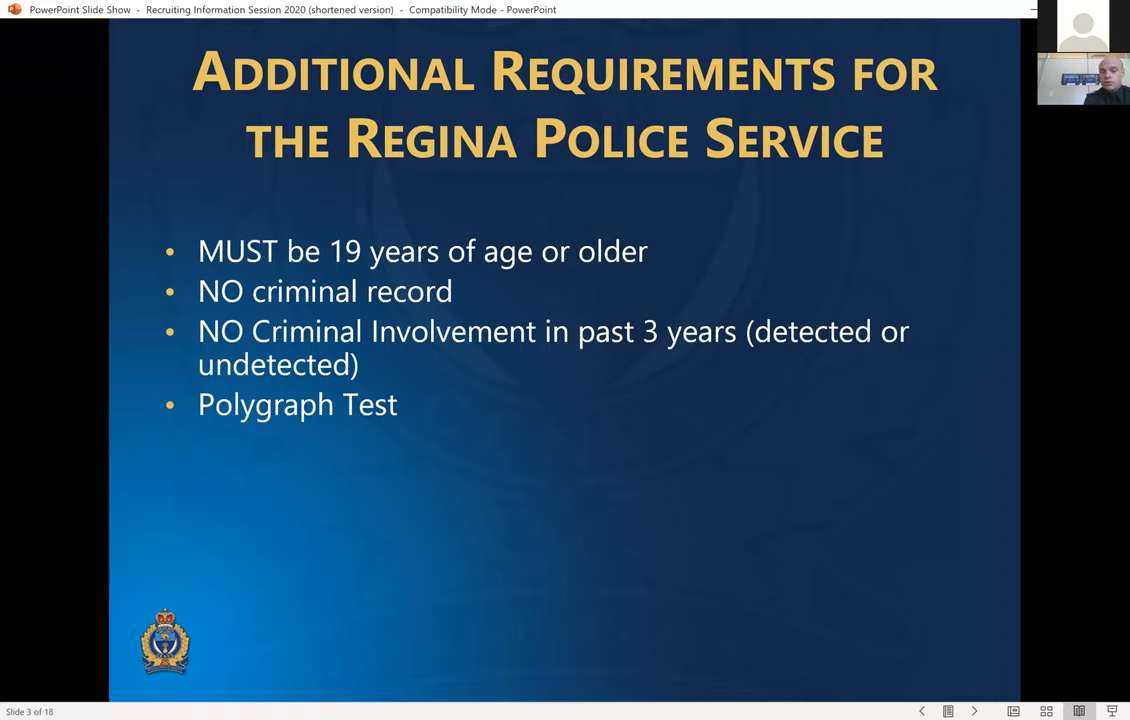 PowerPoint Slide Show - Recruiting Information Session 2020 (shortened version) - Compatibility Mode - PowerPoint
ADDITIONAL REQUIREMENTS FOR
THE REGINA POLICE SERVICE
• MUST be 19 years of age or older
• NO criminal record
• NO Criminal Involvement in past 3 years (detected or
undetected)
• Polygraph Test
Slide 3 of 18